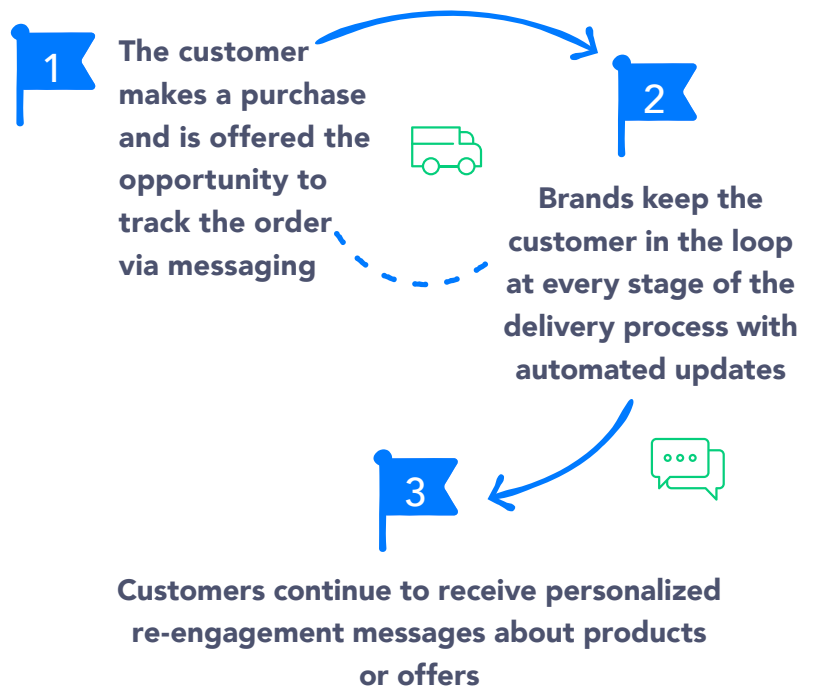 1
The customer
makes a purchase
and is offered the
opportunity to
track the order
via messaging
2
Brands keep the
customer in the loop
at every stage of the
delivery process with
automated updates
3
Customers continue to receive personalized
re-engagement messages about products
or offers